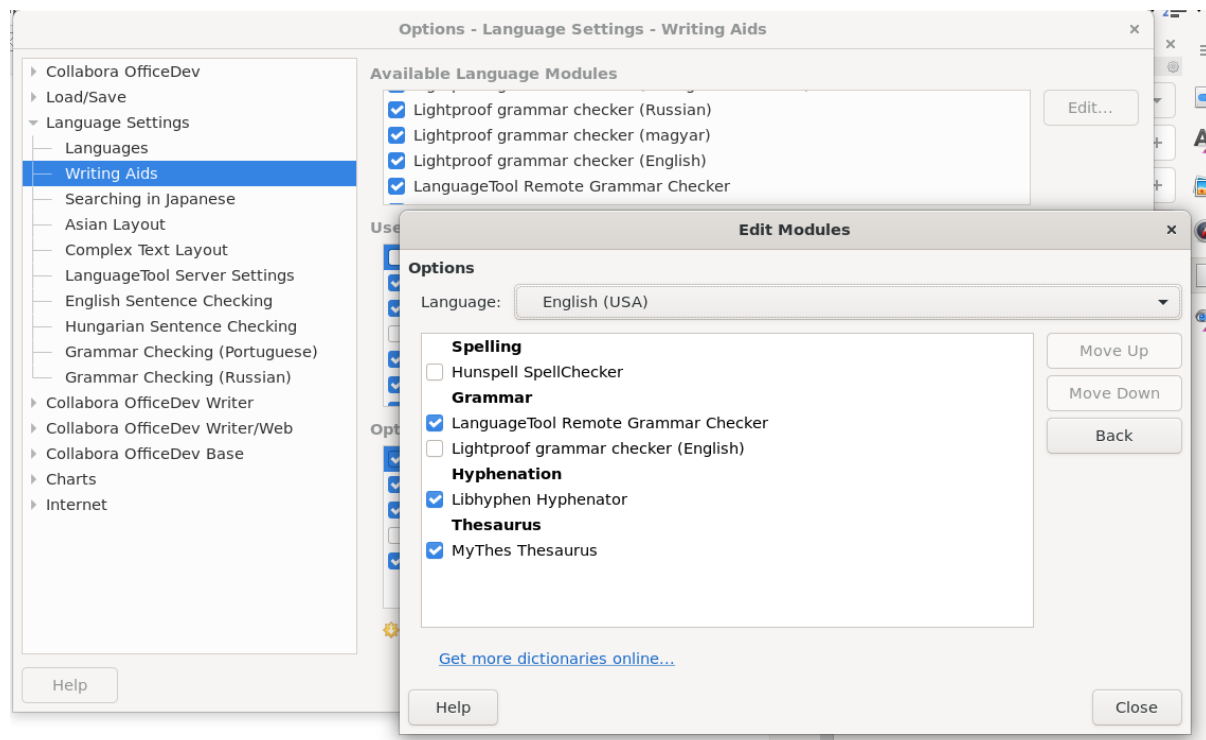 Options - Language Settings - Writing Aids
Collabora OfficeDev
Load/Save
Language Settings
Languages
Writing Aids
Searching in Japanese
Asian Layout
Complex Text Layout
LanguageTool Server Settings
English Sentence Checking
Hungarian Sentence Checking
Grammar Checking (Portuguese)
Grammar Checking (Russian)
Collabora OfficeDev Writer
Collabora OfficeDev Writer/Web
Collabora OfficeDev Base
Charts
Internet
Help
Available Language Modules
Lightproof grammar checker (Russian)
Lightproof grammar checker (magyar)
Lightproof grammar checker (English)
LanguageTool Remote Grammar Checker
Edit...
Use
Opt
Edit Modules
Options
Language: English (USA)
Spelling
Hunspell SpellChecker
Grammar
LanguageTool Remote Grammar Checker
Lightproof grammar checker (English)
Hyphenation
Libhyphen Hyphenator
Thesaurus
MyThes Thesaurus
Move Up
Move Down
Back
Get more dictionaries online...
Help
Close